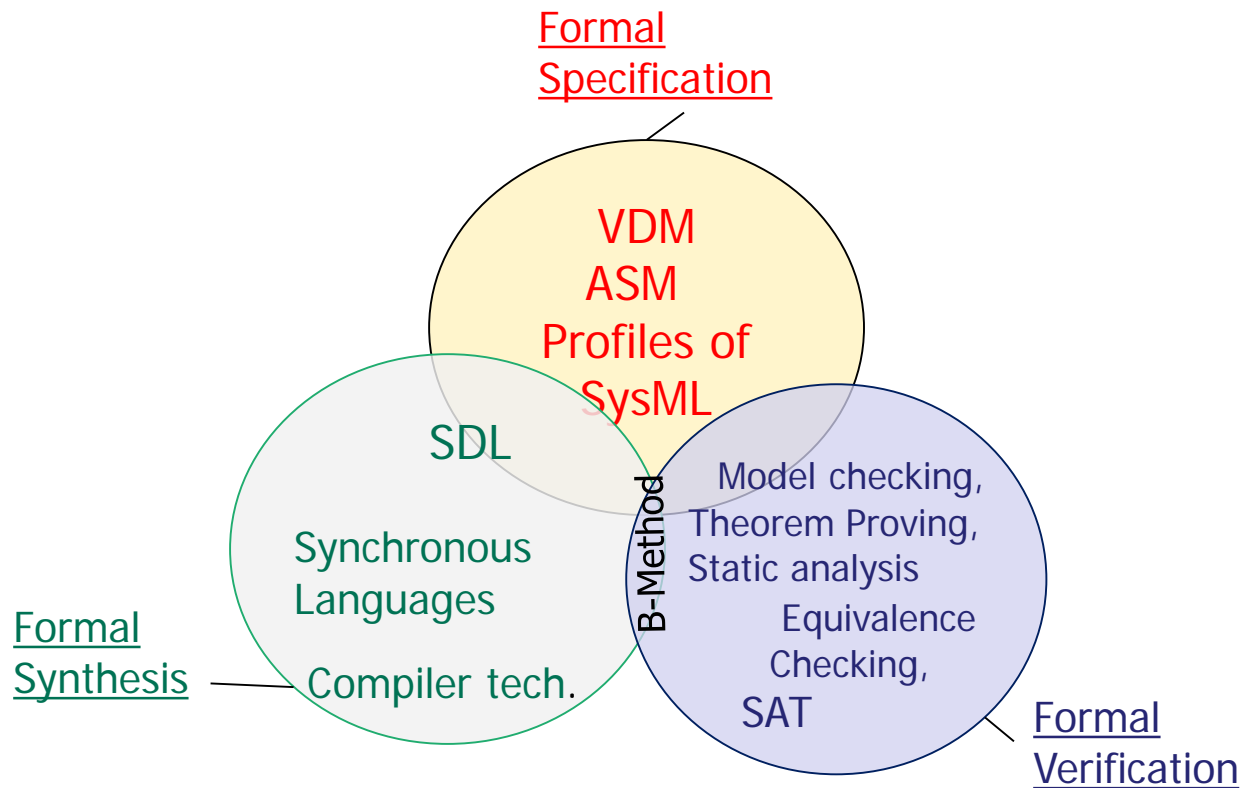 Formal
Specification
VDM
ASM
Profiles of
SysML
SDL
Synchronous
Languages
Compiler tech.
Formal
Synthesis
B-Method
Model checking,
Theorem Proving,
Static analysis
Equivalence
Checking,
SAT
Formal
Verification